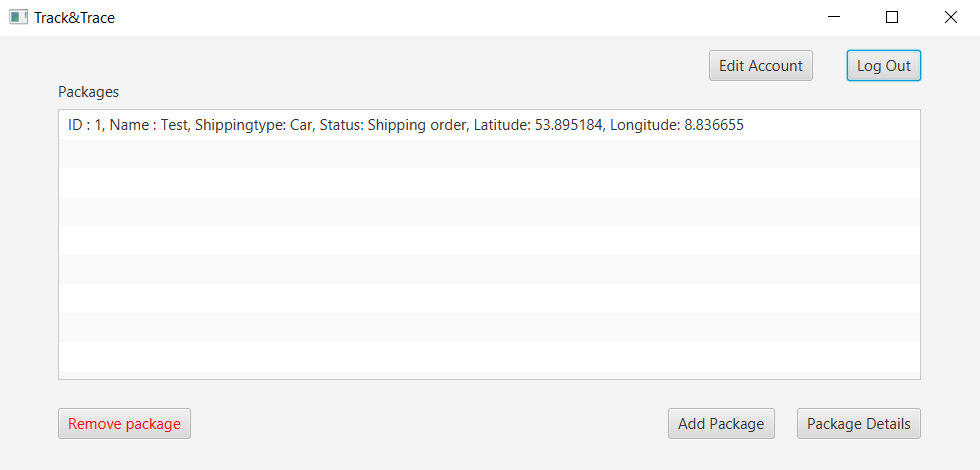 Track&Trace
Edit Account
Log Out
Packages
ID : 1, Name : Test, Shippingtype: Car, Status: Shipping order, Latitude: 53.895184, Longitude: 8.836655
Remove package
Add Package
Package Details